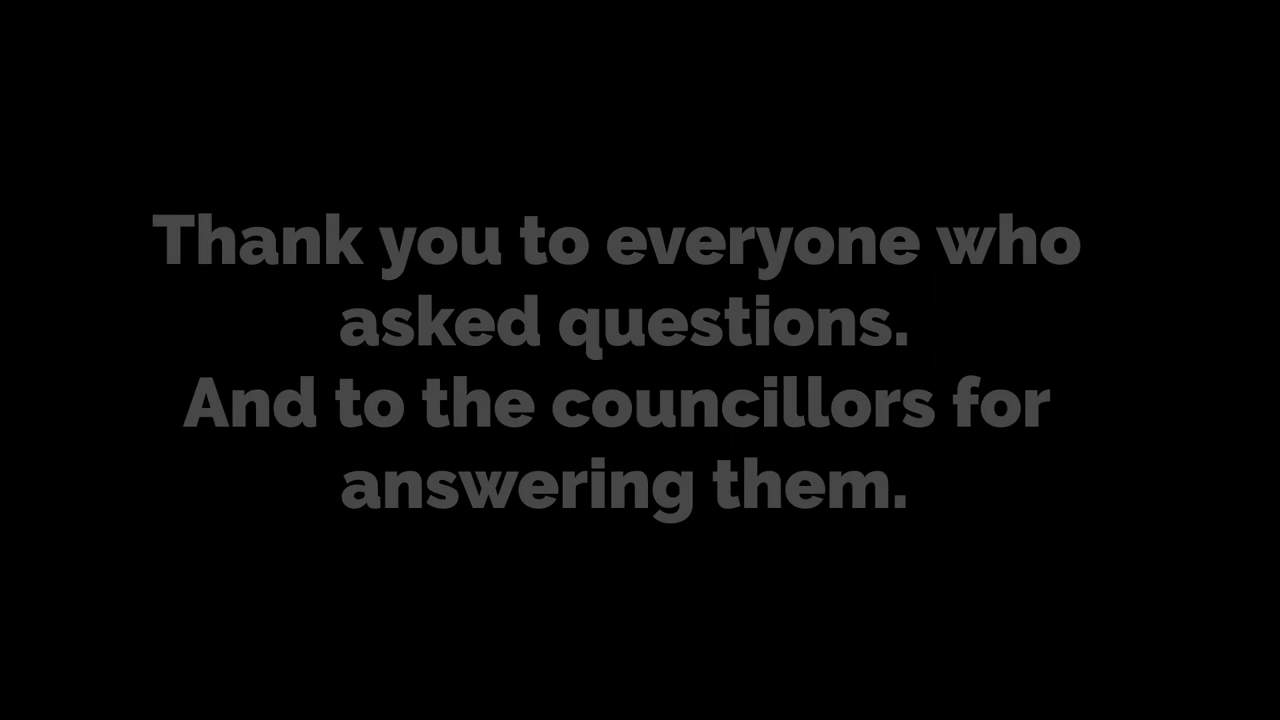 Thank you to everyone who
asked questions.
And to the councillors for
answering them.